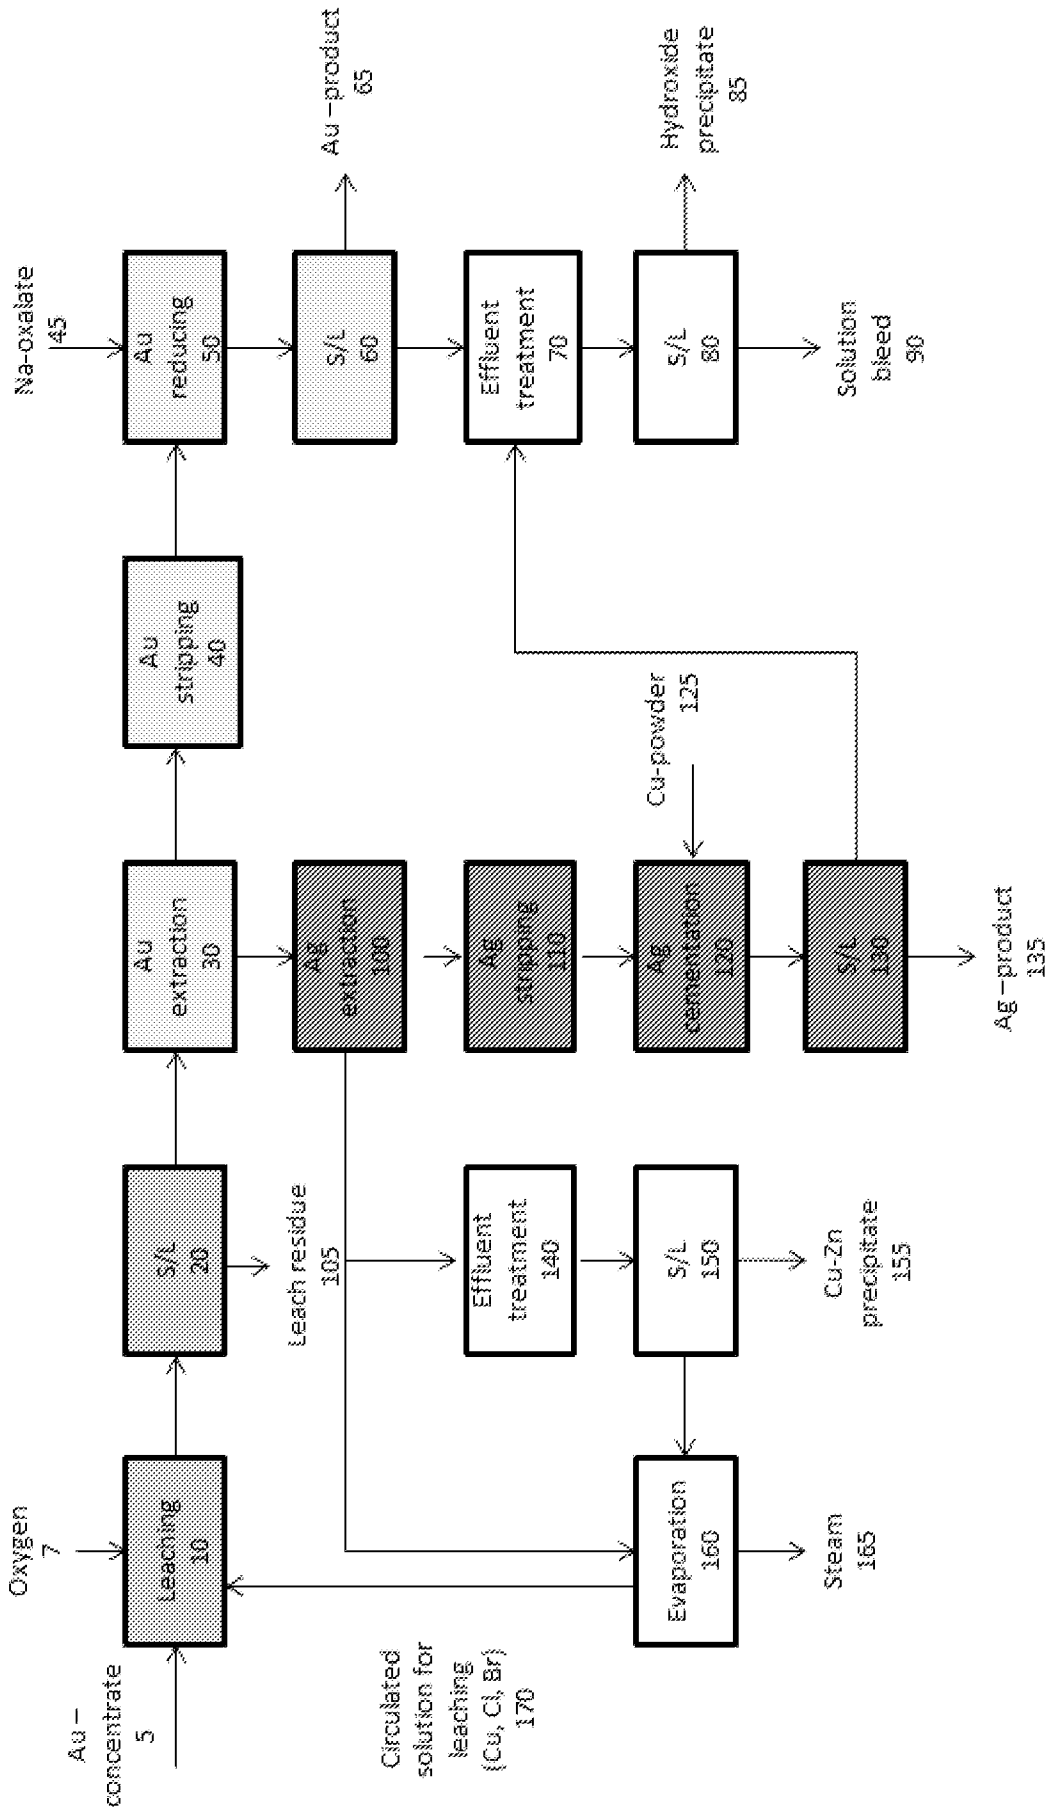 Oxygen
7
Au –
concentrate
5
Leaching
10
S/L
20
Leach residue
105
Au
extraction
30
Au
stripping
40
Na-oxalate
45
Au
reducing
50
S/L
60
Au –product
65
Ag
extraction
100
Ag
stripping
110
Ag
cementation
120
Cu-powder
125
S/L
130
Ag –product
135
Effluent
treatment
70
S/L
80
Hydroxide
precipitate
85
Solution
bleed
90
Effluent
treatment
140
S/L
150
Cu-Zn
precipitate
155
Evaporation
160
Steam
165
Circulated
solution for
leaching
(Cu, Cl, Br)
170